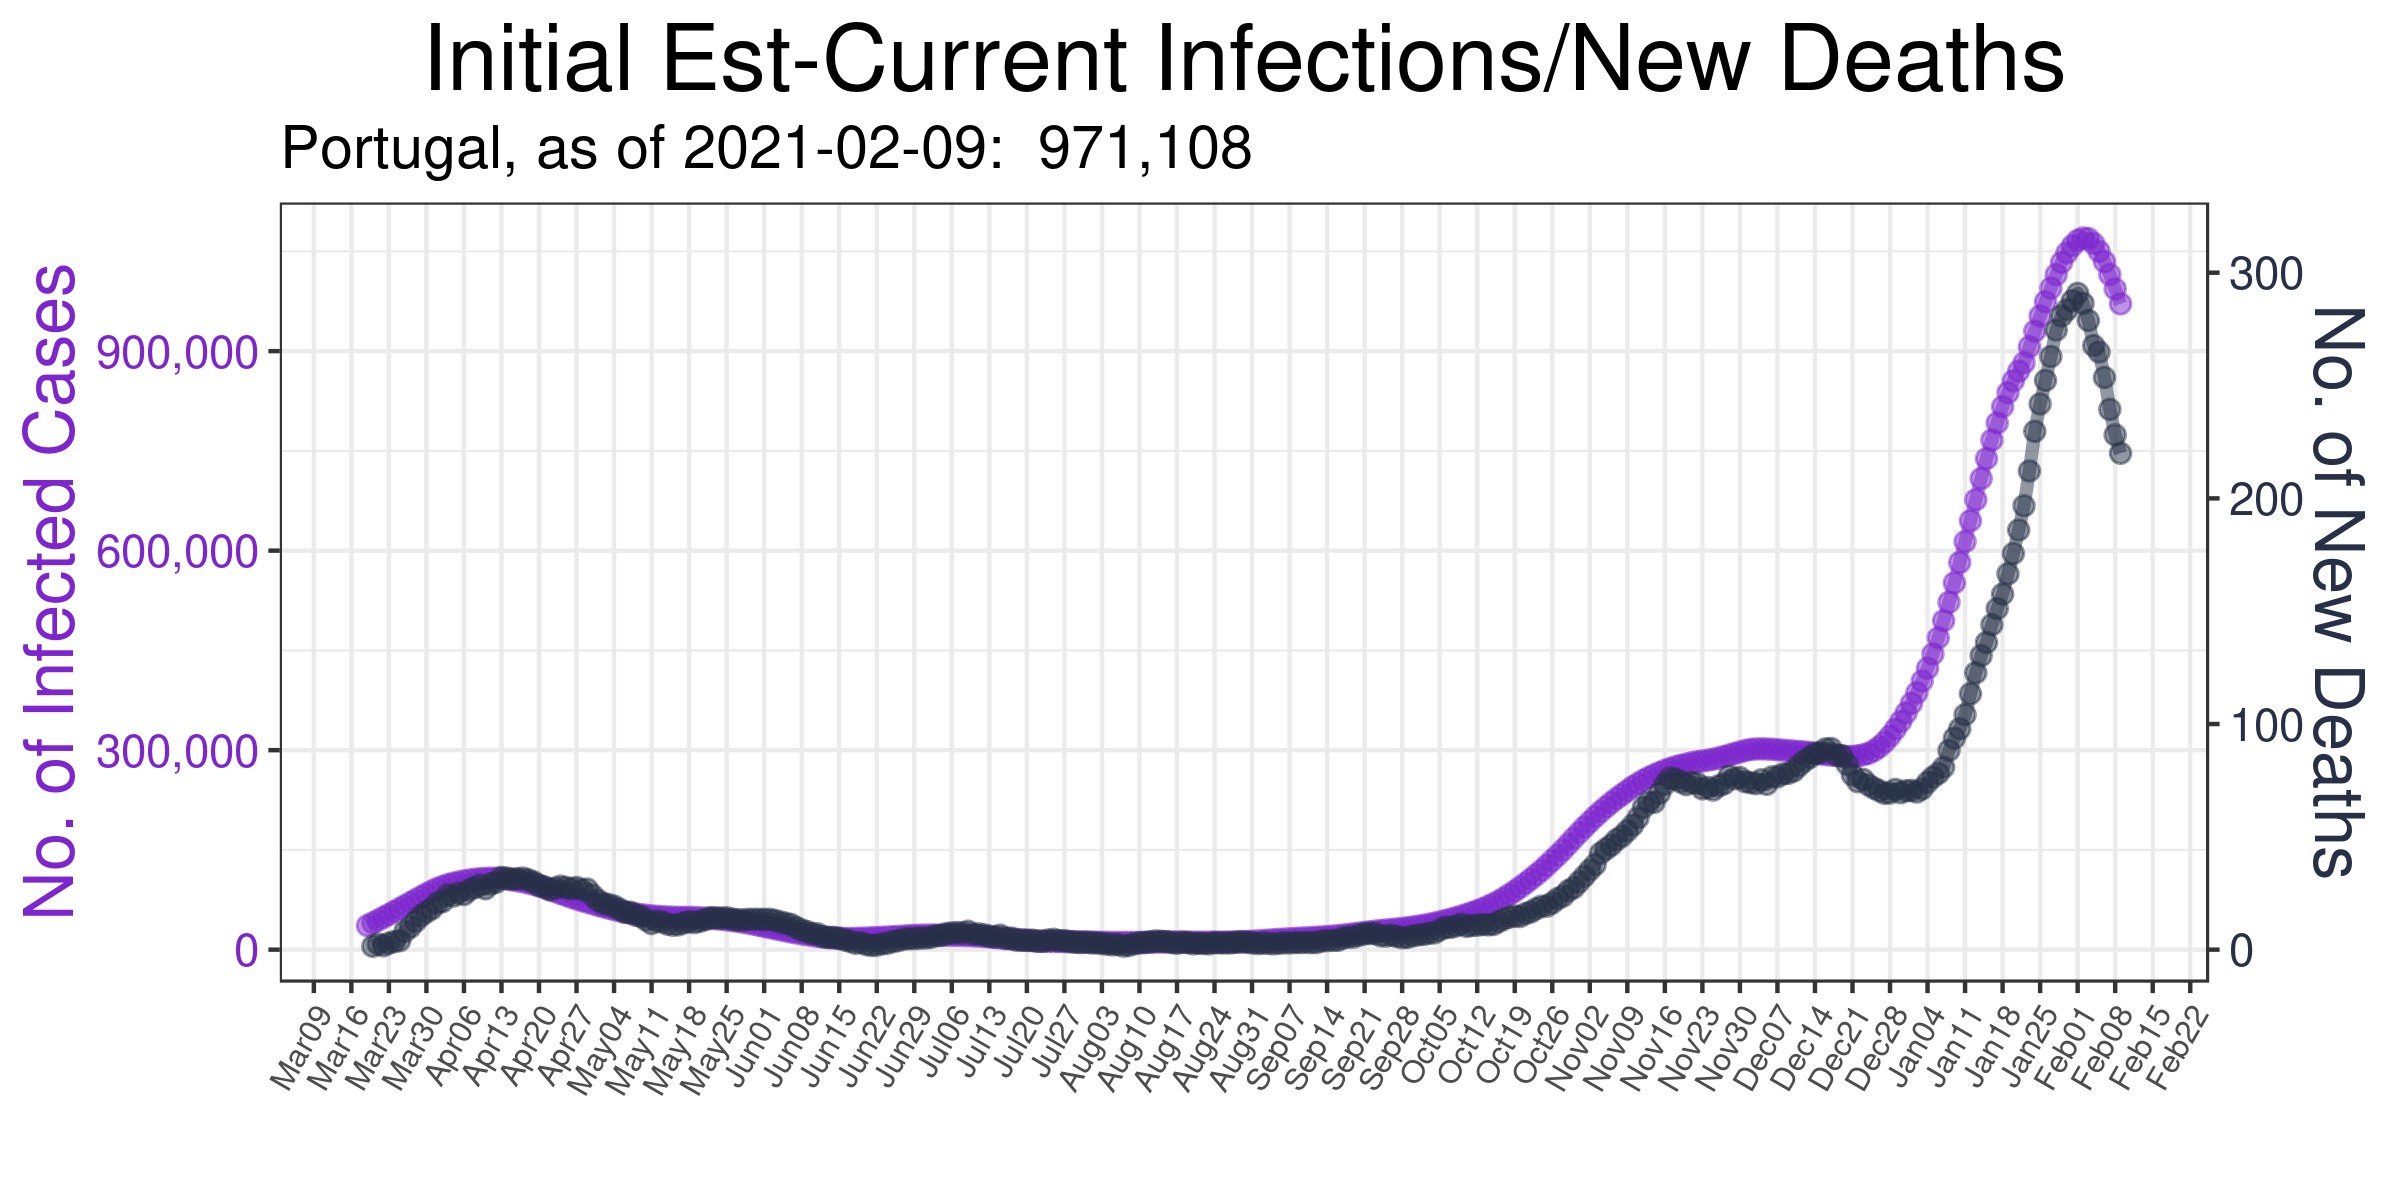 Initial Est-Current Infections/New Deaths
Portugal, as of 2021-02-09:  971,108
No. of Infected Cases
900,000
600,000
300,000
0
300
200
100
0
No. of New Deaths
Mar09
Mar16
Mar23
Mar30
Apr06
Apr13
Apr20
Apr27
May04
May11
May18
May25
Jun01
Jun08
Jun15
Jun22
Jun29
Jul06
Jul13
Jul20
Jul27
Aug03
Aug10
Aug17
Aug24
Aug31
Sep07
Sep14
Sep21
Sep28
Oct05
Oct12
Oct19
Oct26
Nov02
Nov09
Nov16
Nov23
Nov30
Dec07
Dec14
Dec21
Dec28
Jan04
Jan11
Jan18
Jan25
Feb01
Feb08
Feb15
Feb22